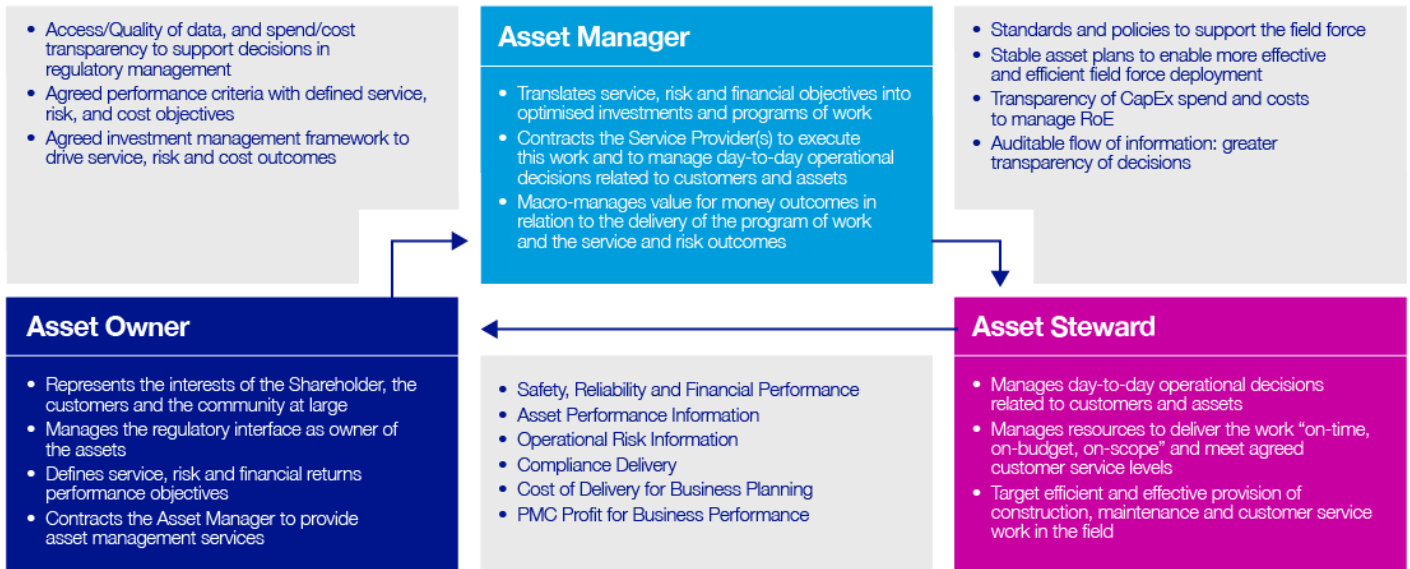 • Access/Quality of data, and spend/cost
transparency to support decisions in
regulatory management
• Agreed performance criteria with defined service,
risk, and cost objectives
• Agreed investment management framework to
drive service, risk and cost outcomes
Asset Manager
• Translates service, risk and financial objectives into
optimised investments and programs of work
• Contracts the Service Provider(s) to execute
this work and to manage day-to-day operational
decisions related to customers and assets
• Macro-manages value for money outcomes in
relation to the delivery of the program of work
and the service and risk outcomes
• Standards and policies to support the field force
• Stable asset plans to enable more effective
and efficient field force deployment
• Transparency of CapEx spend and costs
to manage RoE
• Auditable flow of information: greater
transparency of decisions
Asset Owner
• Represents the interests of the Shareholder, the
customers and the community at large
• Manages the regulatory interface as owner of
the assets
• Defines service, risk and financial returns
performance objectives
• Contracts the Asset Manager to provide
asset management services
• Safety, Reliability and Financial Performance
• Asset Performance Information
• Operational Risk Information
• Compliance Delivery
• Cost of Delivery for Business Planning
• PMC Profit for Business Performance
Asset Steward
• Manages day-to-day operational decisions
related to customers and assets
• Manages resources to deliver the work “on-time,
on-budget, on-scope” and meet agreed
customer service levels
• Target efficient and effective provision of
construction, maintenance and customer service
work in the field